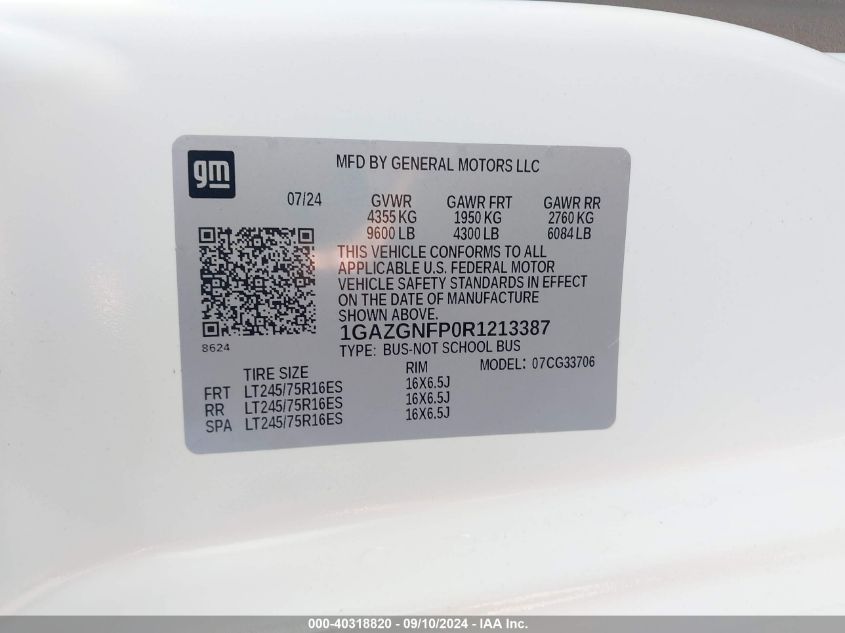 gm
MFD BY GENERAL MOTORS LLC
07/24 GVWR GAWR FRT GAWR RR
4355 KG 1950 KG 2760 KG
9600 LB 4300 LB 6084 LB
THIS VEHICLE CONFORMS TO ALL
APPLICABLE U.S. FEDERAL MOTOR
VEHICLE SAFETY STANDARDS IN EFFECT
ON THE DATE OF MANUFACTURE
SHOWN ABOVE.
1GAZGNFP0R1213387
8624 TYPE: BUS-NOT SCHOOL BUS
TIRE SIZE RIM MODEL: 07CG33706
FRT LT245/75R16ES 16X6.5J
RR LT245/75R16ES 16X6.5J
SPA LT245/75R16ES 16X6.5J
000-40318820 - 09/10/2024 - IAA Inc.